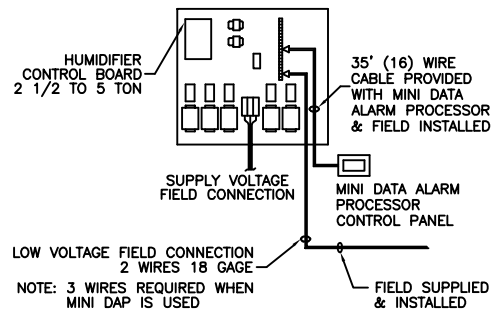 HUMIDIFIER
CONTROL BOARD
2 1/2 TO 5 TON
35' (16) WIRE
CABLE PROVIDED
WITH MINI DATA
ALARM PROCESSOR
& FIELD INSTALLED
SUPPLY VOLTAGE
FIELD CONNECTION
MINI DATA ALARM
PROCESSOR
CONTROL PANEL
LOW VOLTAGE FIELD CONNECTION
2 WIRES 18 GAGE
NOTE: 3 WIRES REQUIRED WHEN
MINI DAP IS USED
FIELD SUPPLIED
& INSTALLED